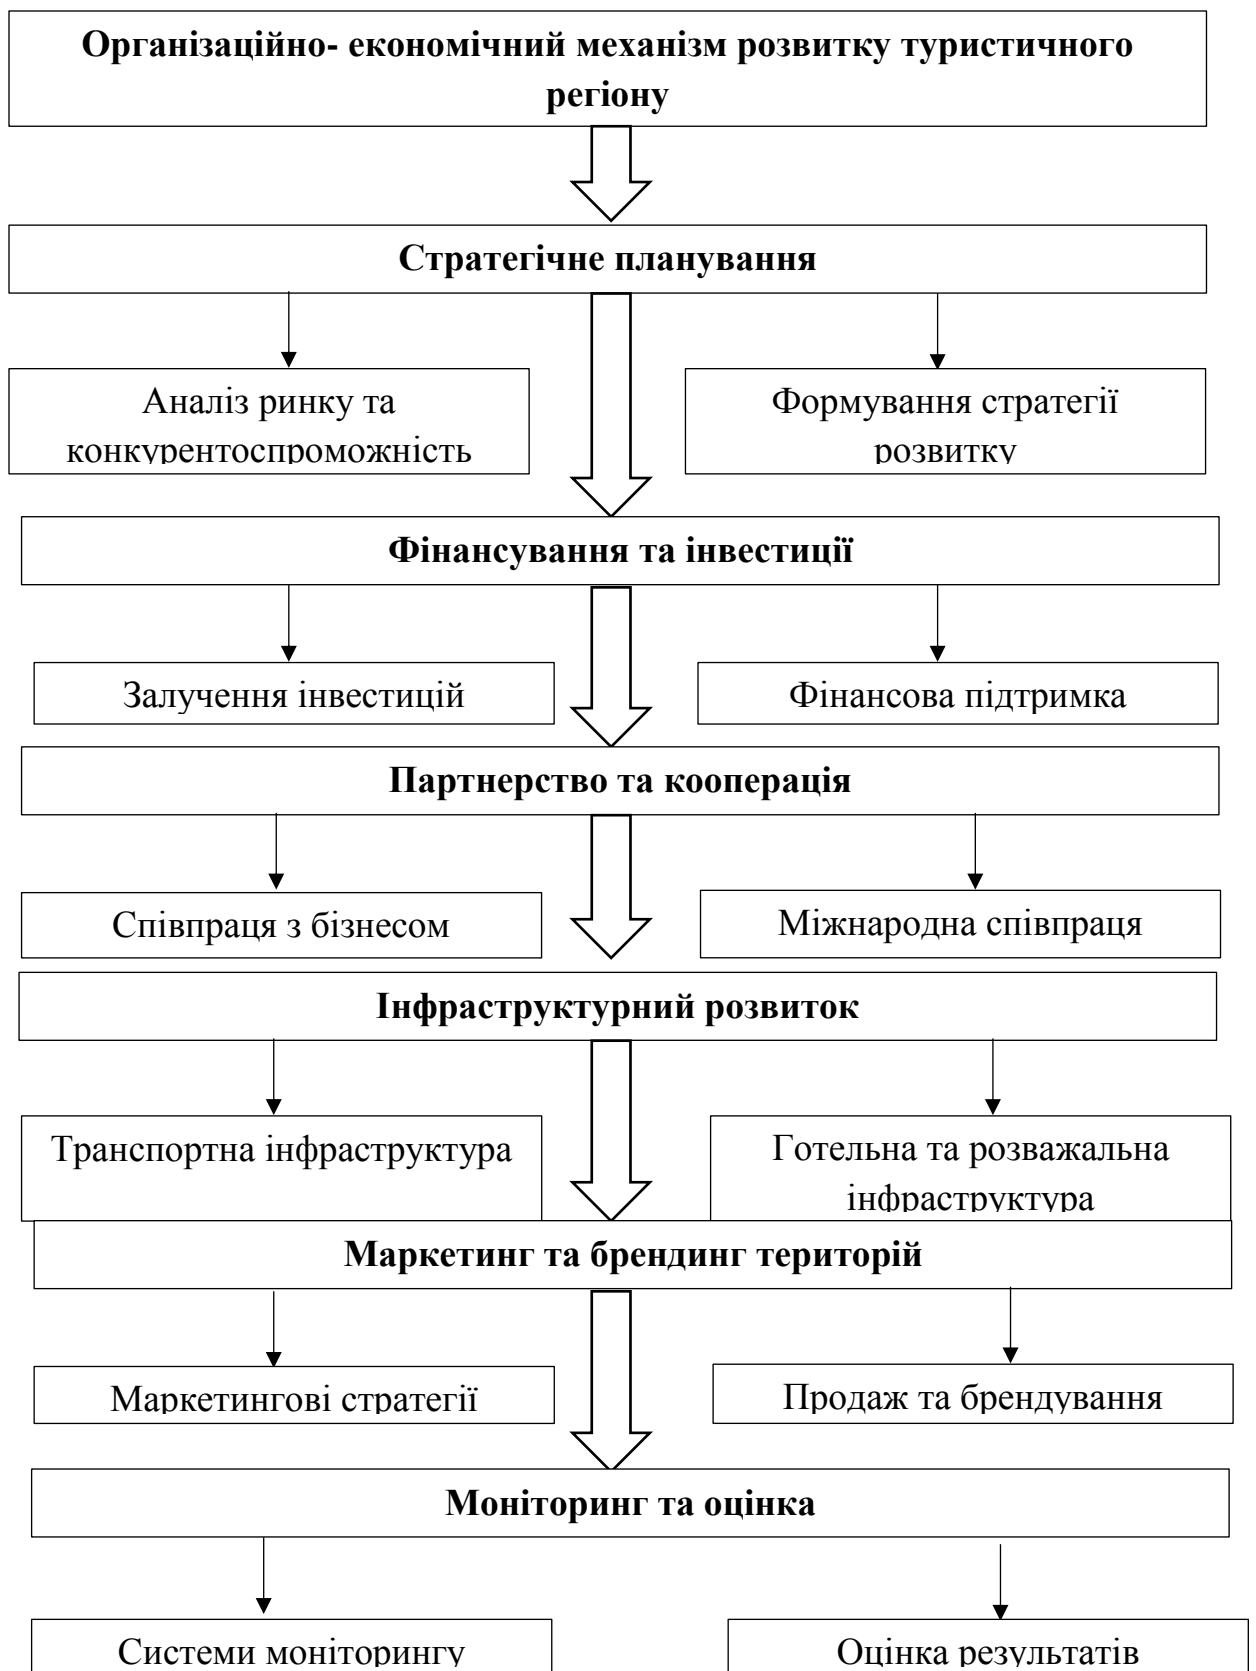 Організаційно- економічний механізм розвитку туристичного
регіону
Стратегічне планування
Аналіз ринку та
конкурентоспроможність
Формування стратегії
розвитку
Фінансування та інвестиції
Залучення інвестицій
Фінансова підтримка
Партнерство та кооперація
Співпраця з бізнесом
Міжнародна співпраця
Інфраструктурний розвиток
Транспортна інфраструктура
Готельна та розважальна
інфраструктура
Маркетинг та брендинг територій
Маркетингові стратегії
Продаж та брендування
Моніторинг та оцінка
Системи моніторингу
Оцінка результатів